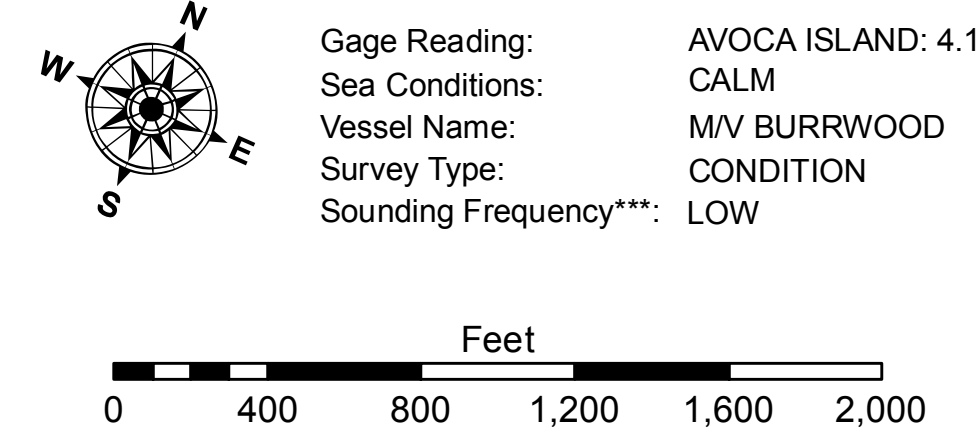 N
W
E
S
Gage Reading: AVOCA ISLAND: 4.1
Sea Conditions: CALM
Vessel Name: M/V BURRWOOD
Survey Type: CONDITION
Sounding Frequency***: LOW
Feet
0 400 800 1,200 1,600 2,000